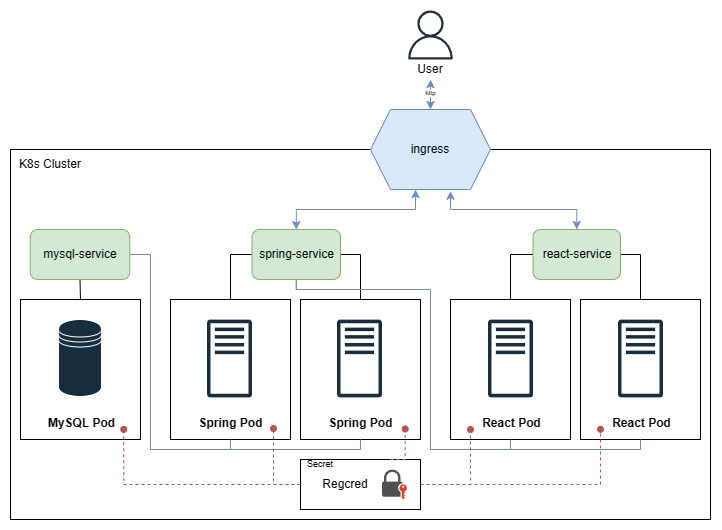 User
http
ingress
K8s Cluster
mysql-service
spring-service
react-service
MySQL Pod
Spring Pod
Spring Pod
React Pod
React Pod
Secret
Regcred